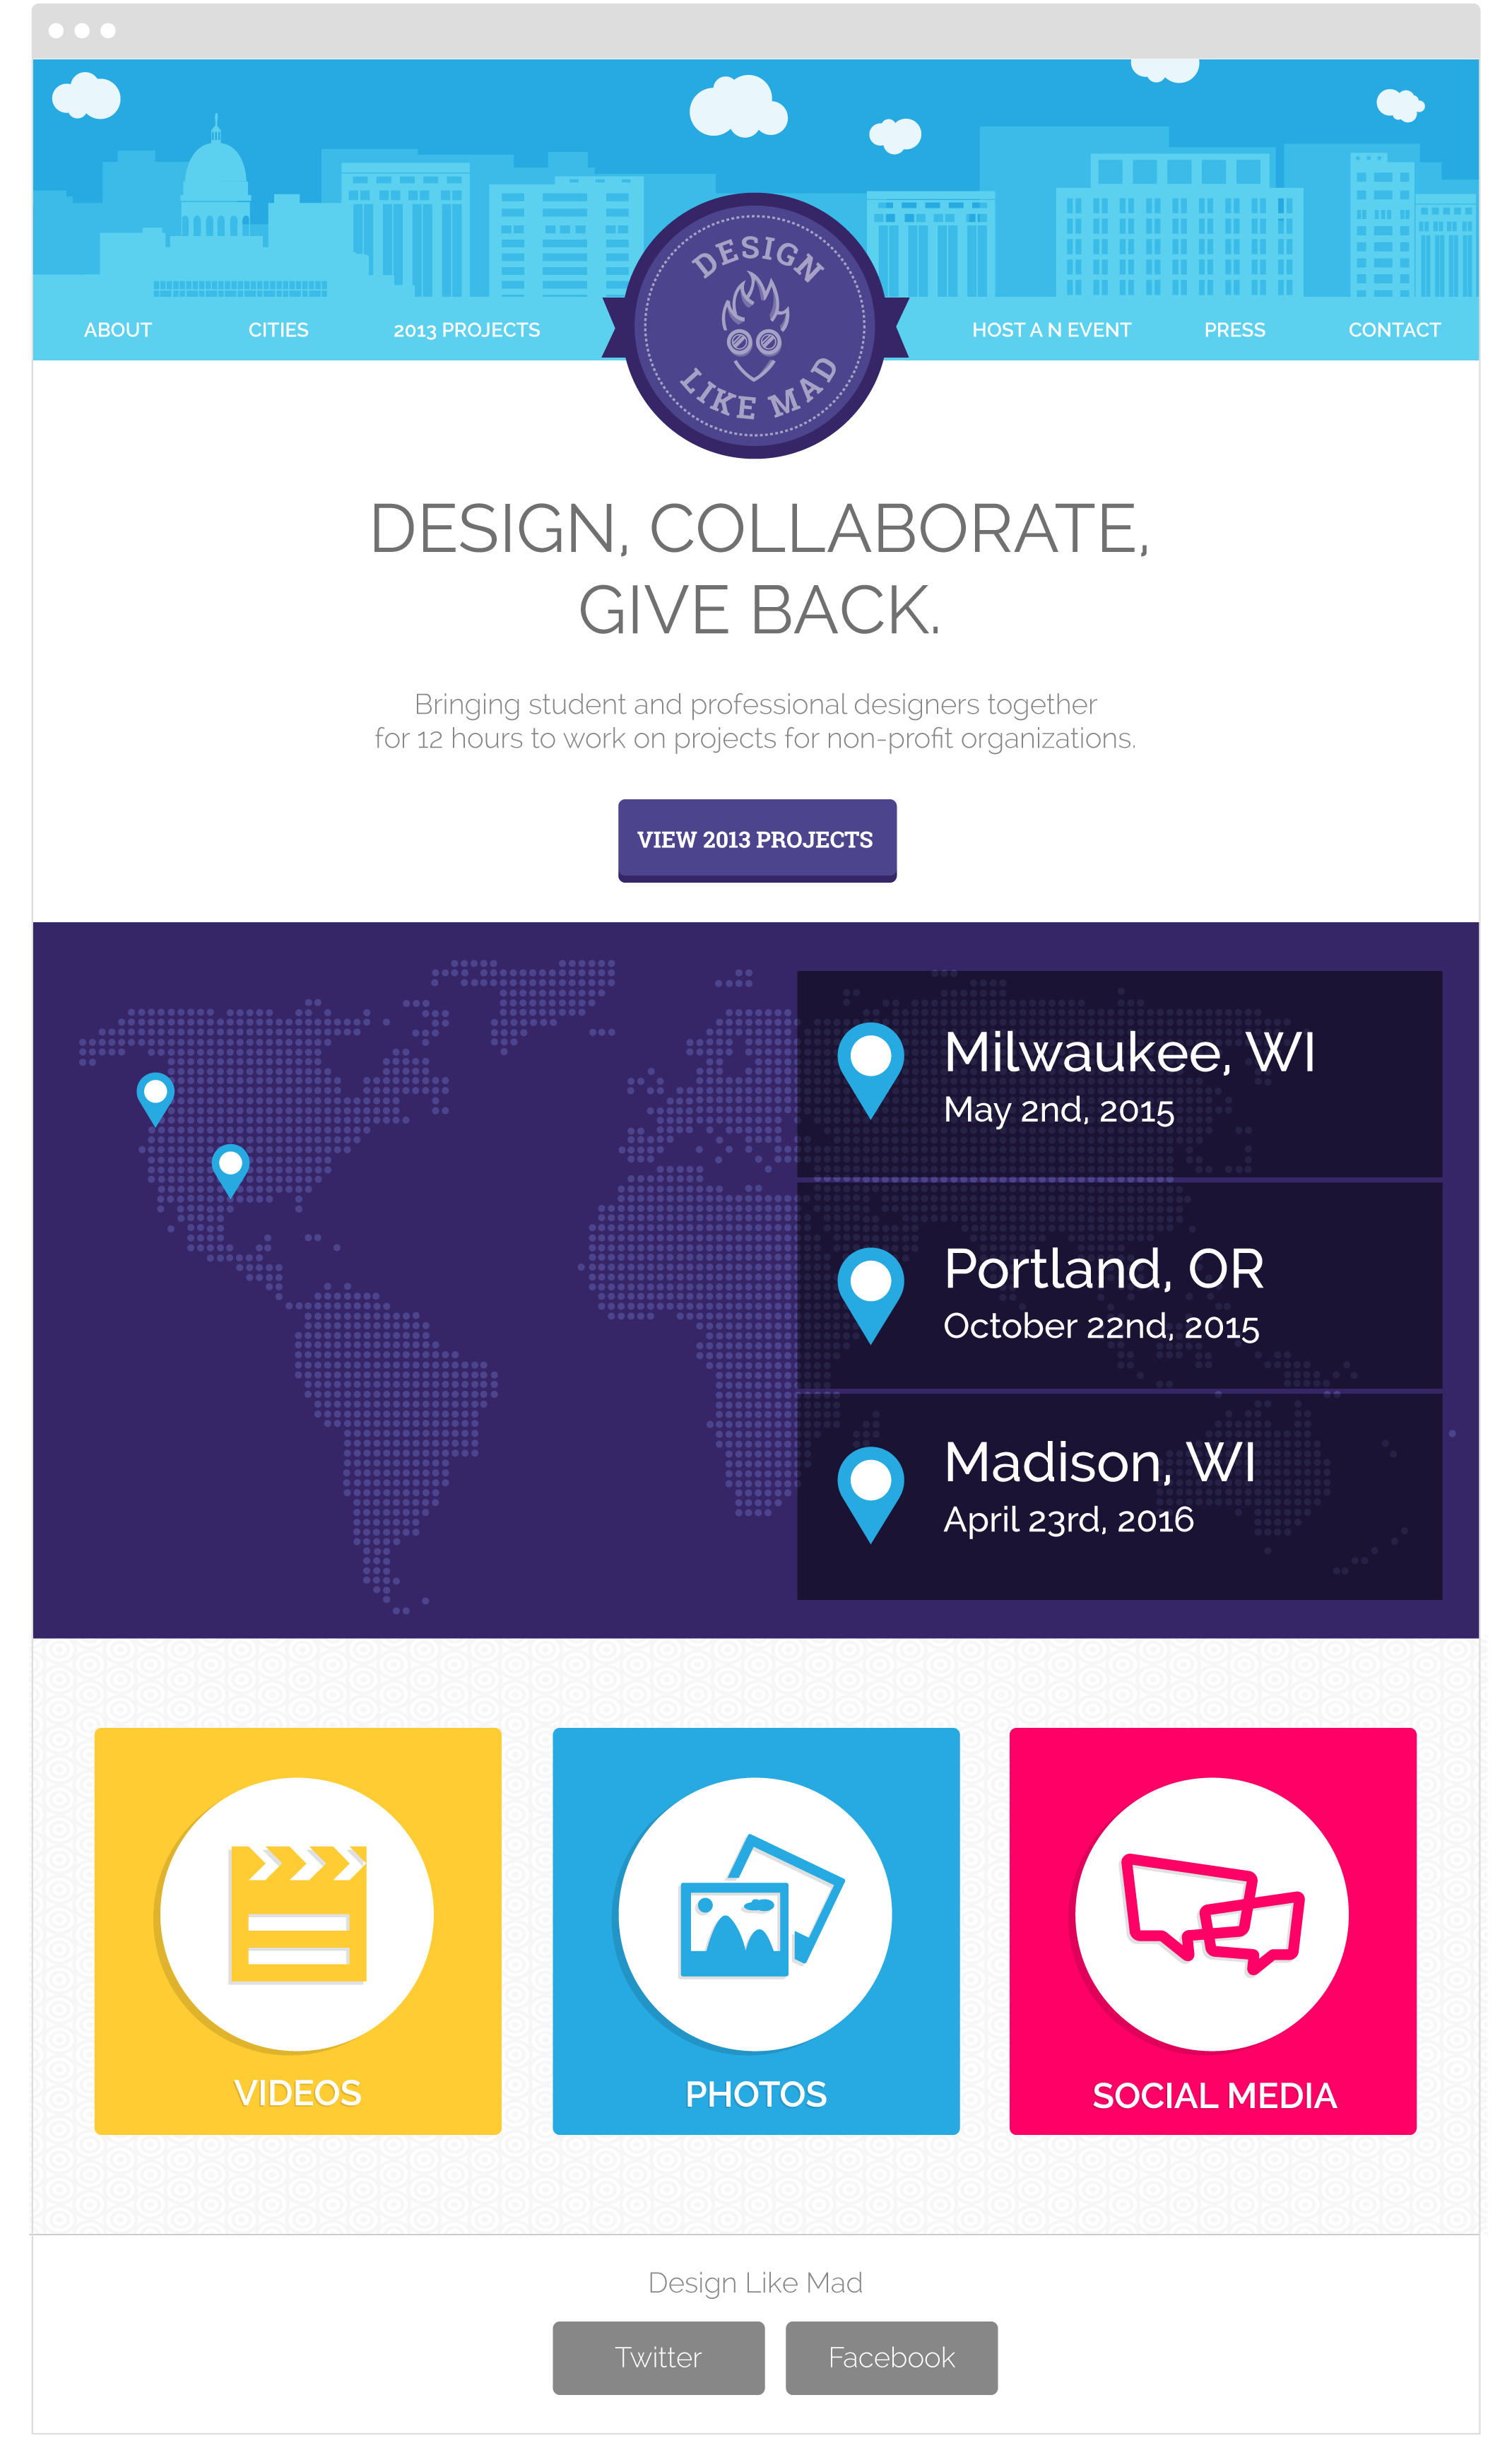 DESIGN
LIKE MAD
ABOUT CITIES 2013 PROJECTS HOST A N EVENT PRESS CONTACT
DESIGN, COLLABORATE,
GIVE BACK.
Bringing student and professional designers together
for 12 hours to work on projects for non-profit organizations.
VIEW 2013 PROJECTS
Milwaukee, WI
May 2nd, 2015
Portland, OR
October 22nd, 2015
Madison, WI
April 23rd, 2016
VIDEOS PHOTOS SOCIAL MEDIA
Design Like Mad
Twitter Facebook